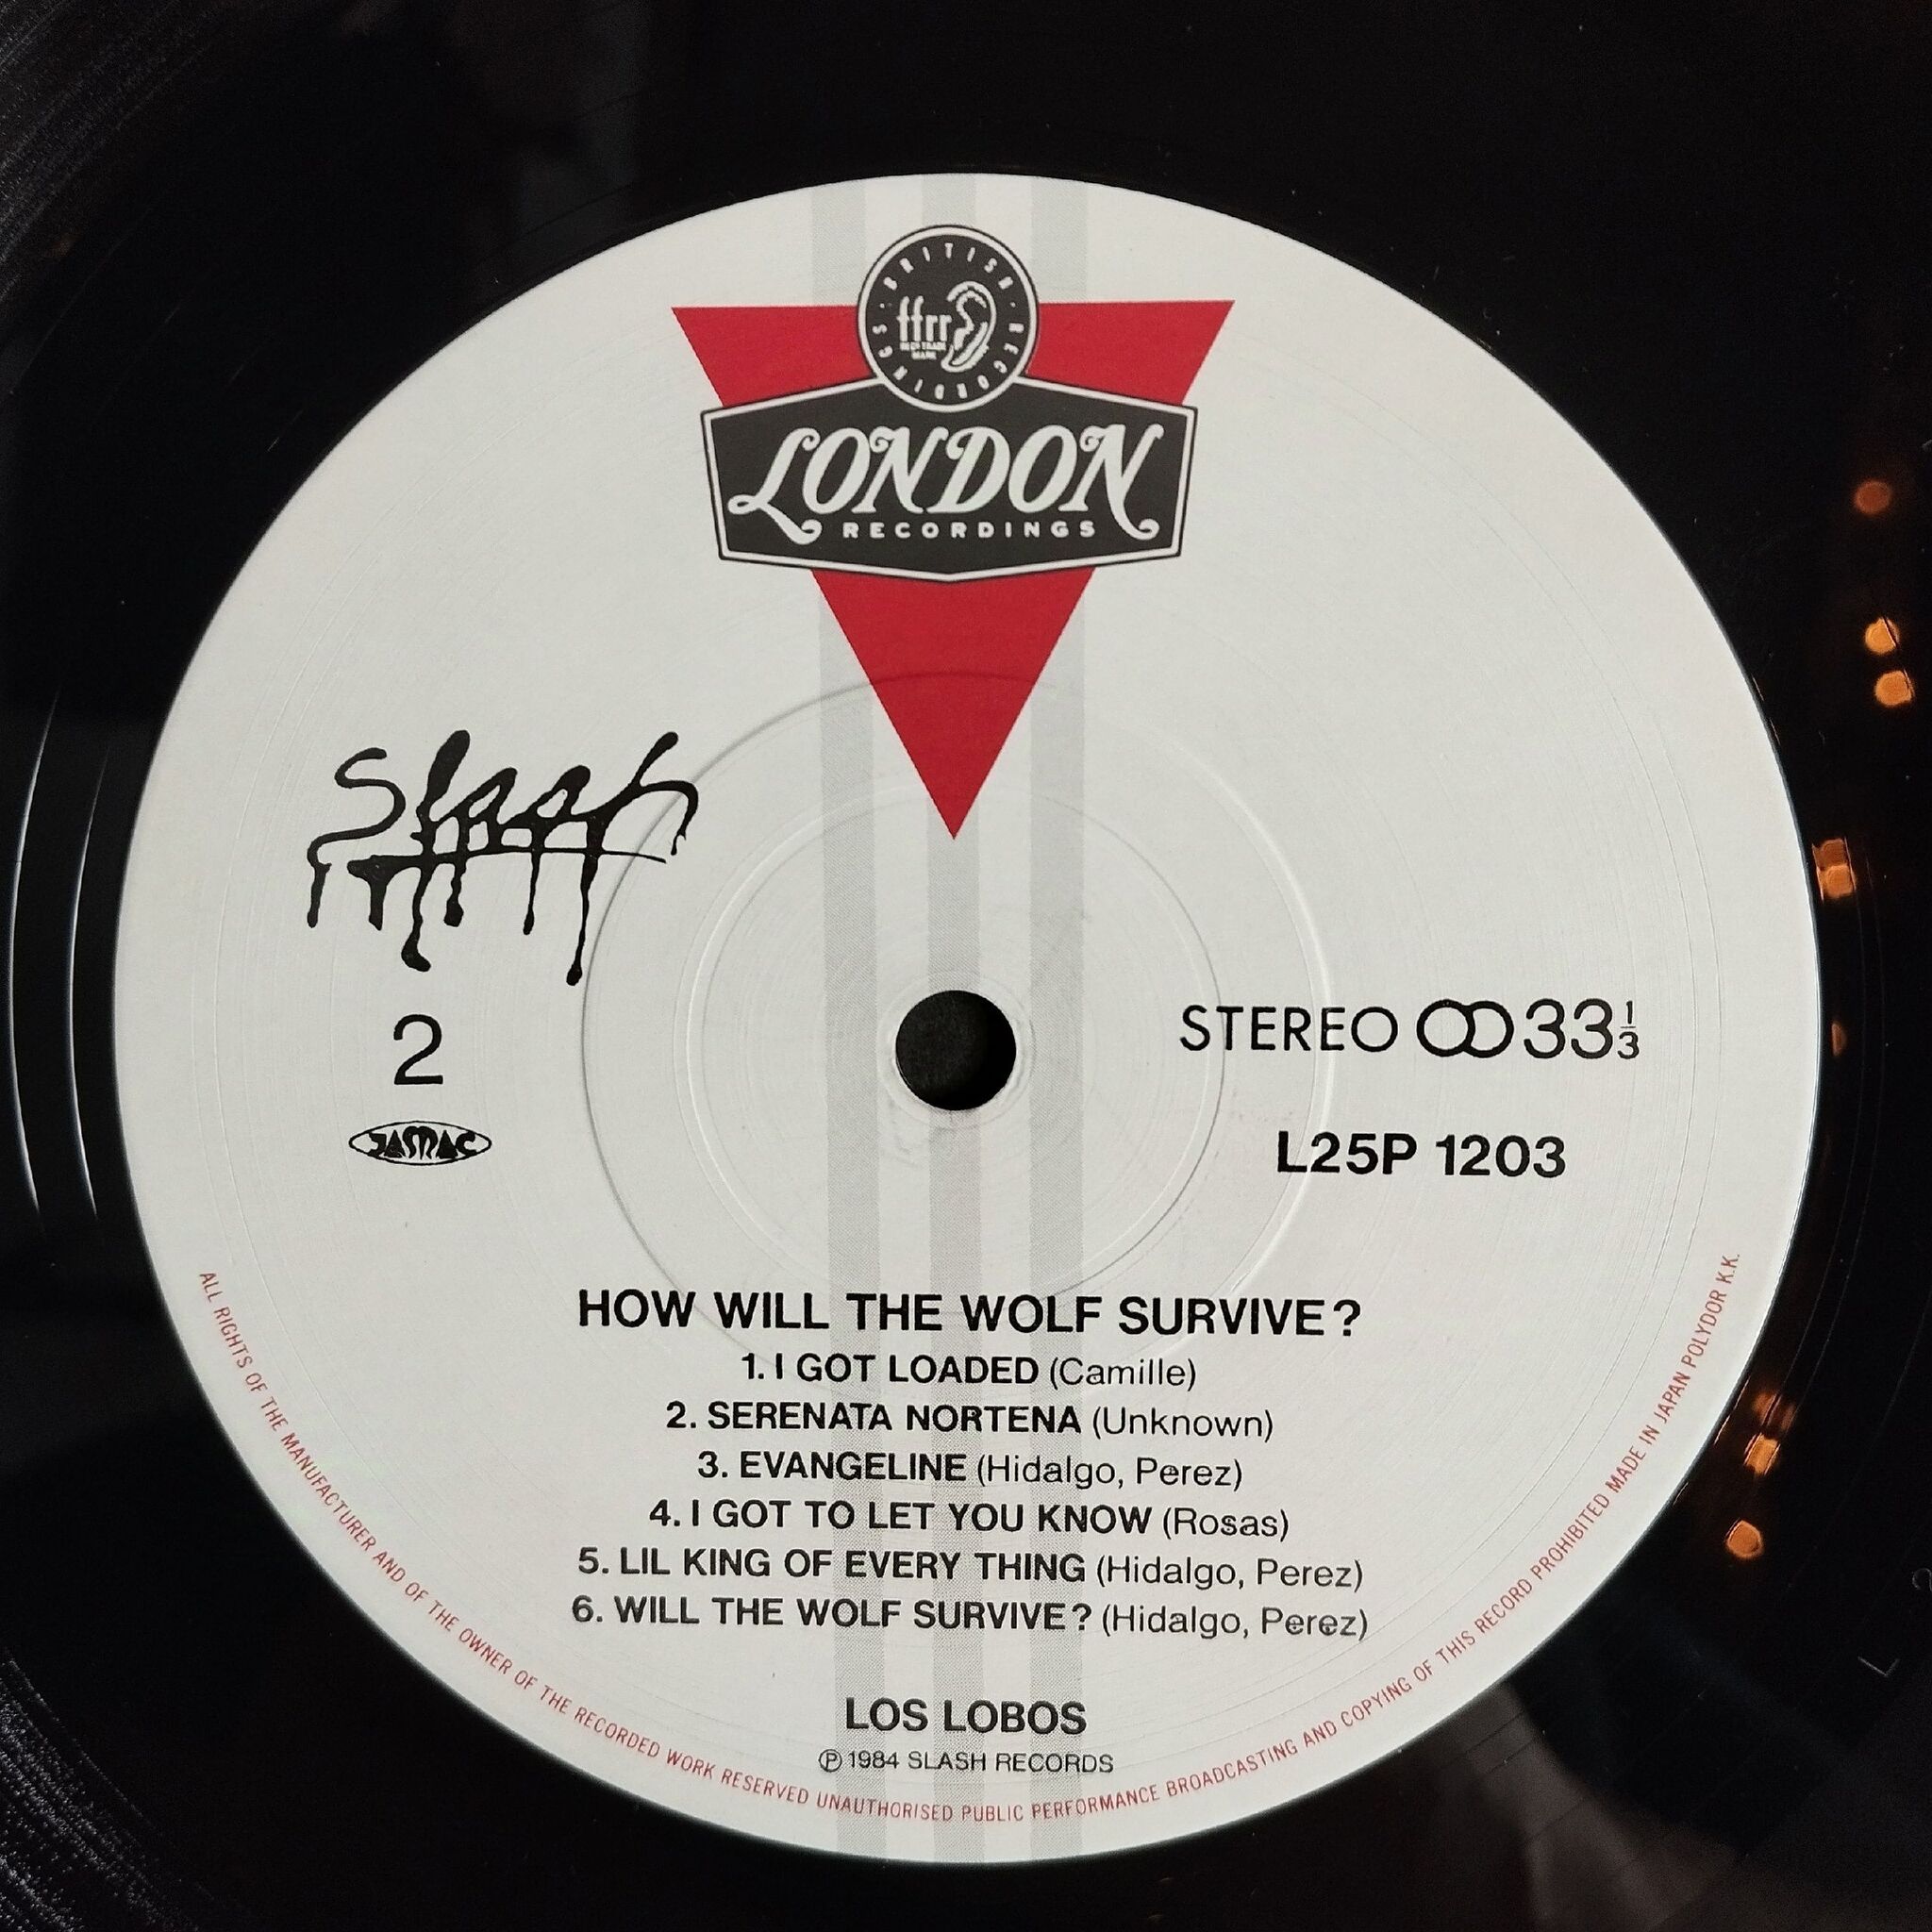 BRITISH · RECORDINGS ·
ffrr
REG'D TRADE
MARK
LONDON
RECORDINGS
Slash
2
JASRAC
STEREO 33 1/3
L25P 1203
HOW WILL THE WOLF SURVIVE?
1. I GOT LOADED (Camille)
2. SERENATA NORTENA (Unknown)
3. EVANGELINE (Hidalgo, Perez)
4. I GOT TO LET YOU KNOW (Rosas)
5. LIL KING OF EVERY THING (Hidalgo, Perez)
6. WILL THE WOLF SURVIVE? (Hidalgo, Perez)
LOS LOBOS
℗ 1984 SLASH RECORDS
ALL RIGHTS OF THE MANUFACTURER AND OF THE OWNER OF THE RECORDED WORK RESERVED UNAUTHORISED PUBLIC PERFORMANCE BROADCASTING AND COPYING OF THIS RECORD PROHIBITED MADE IN JAPAN POLYDOR K.K.